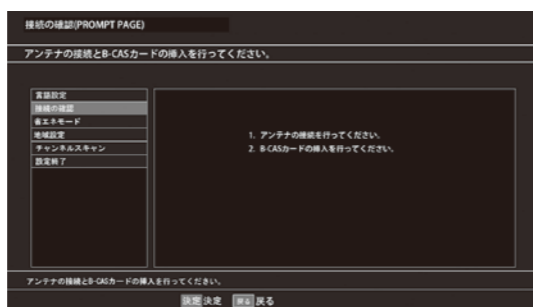 接続の確認(PROMPT PAGE)
アンテナの接続とB-CASカードの挿入を行ってください。
言語設定
接続の確認
省エネモード
地域設定
チャンネルスキャン
設定終了
1. アンテナの接続を行ってください。
2. B-CASカードの挿入を行ってください。
アンテナの接続とB-CASカードの挿入を行ってください。
決定 決定 戻る 戻る